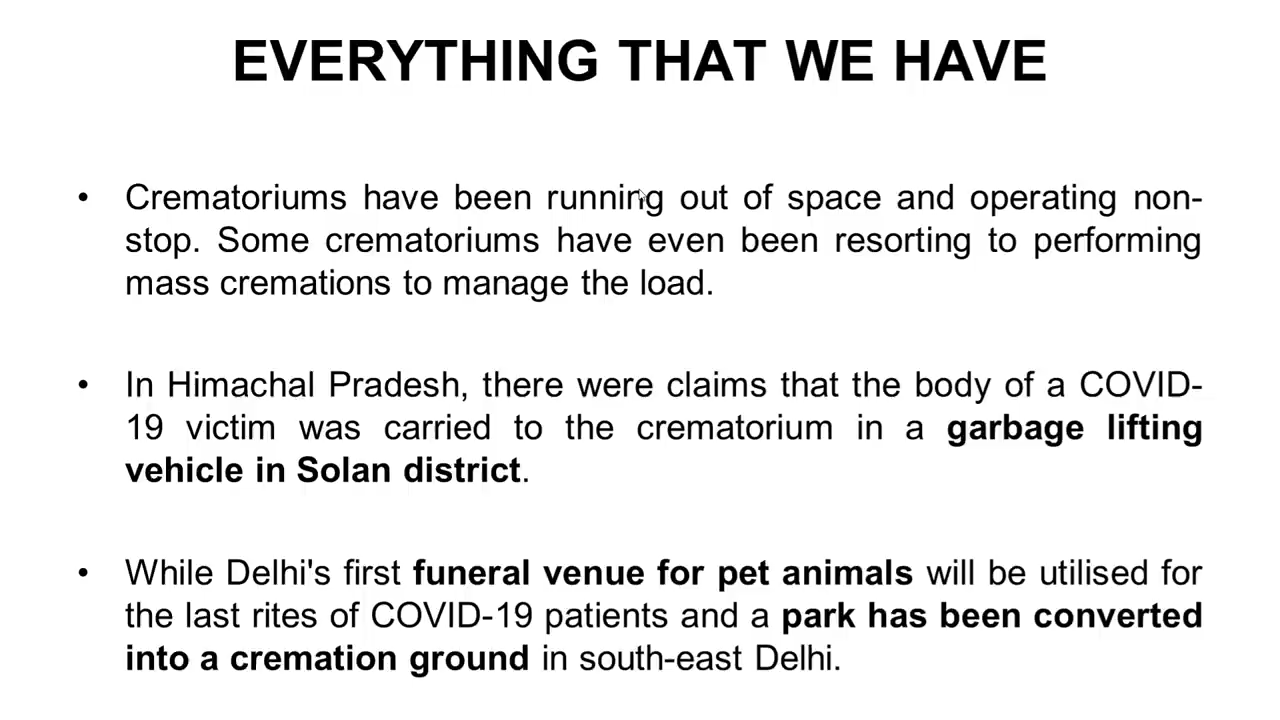 EVERYTHING THAT WE HAVE
• Crematoriums have been running out of space and operating non-
stop. Some crematoriums have even been resorting to performing
mass cremations to manage the load.
• In Himachal Pradesh, there were claims that the body of a COVID-
19 victim was carried to the crematorium in a garbage lifting
vehicle in Solan district.
• While Delhi's first funeral venue for pet animals will be utilised for
the last rites of COVID-19 patients and a park has been converted
into a cremation ground in south-east Delhi.